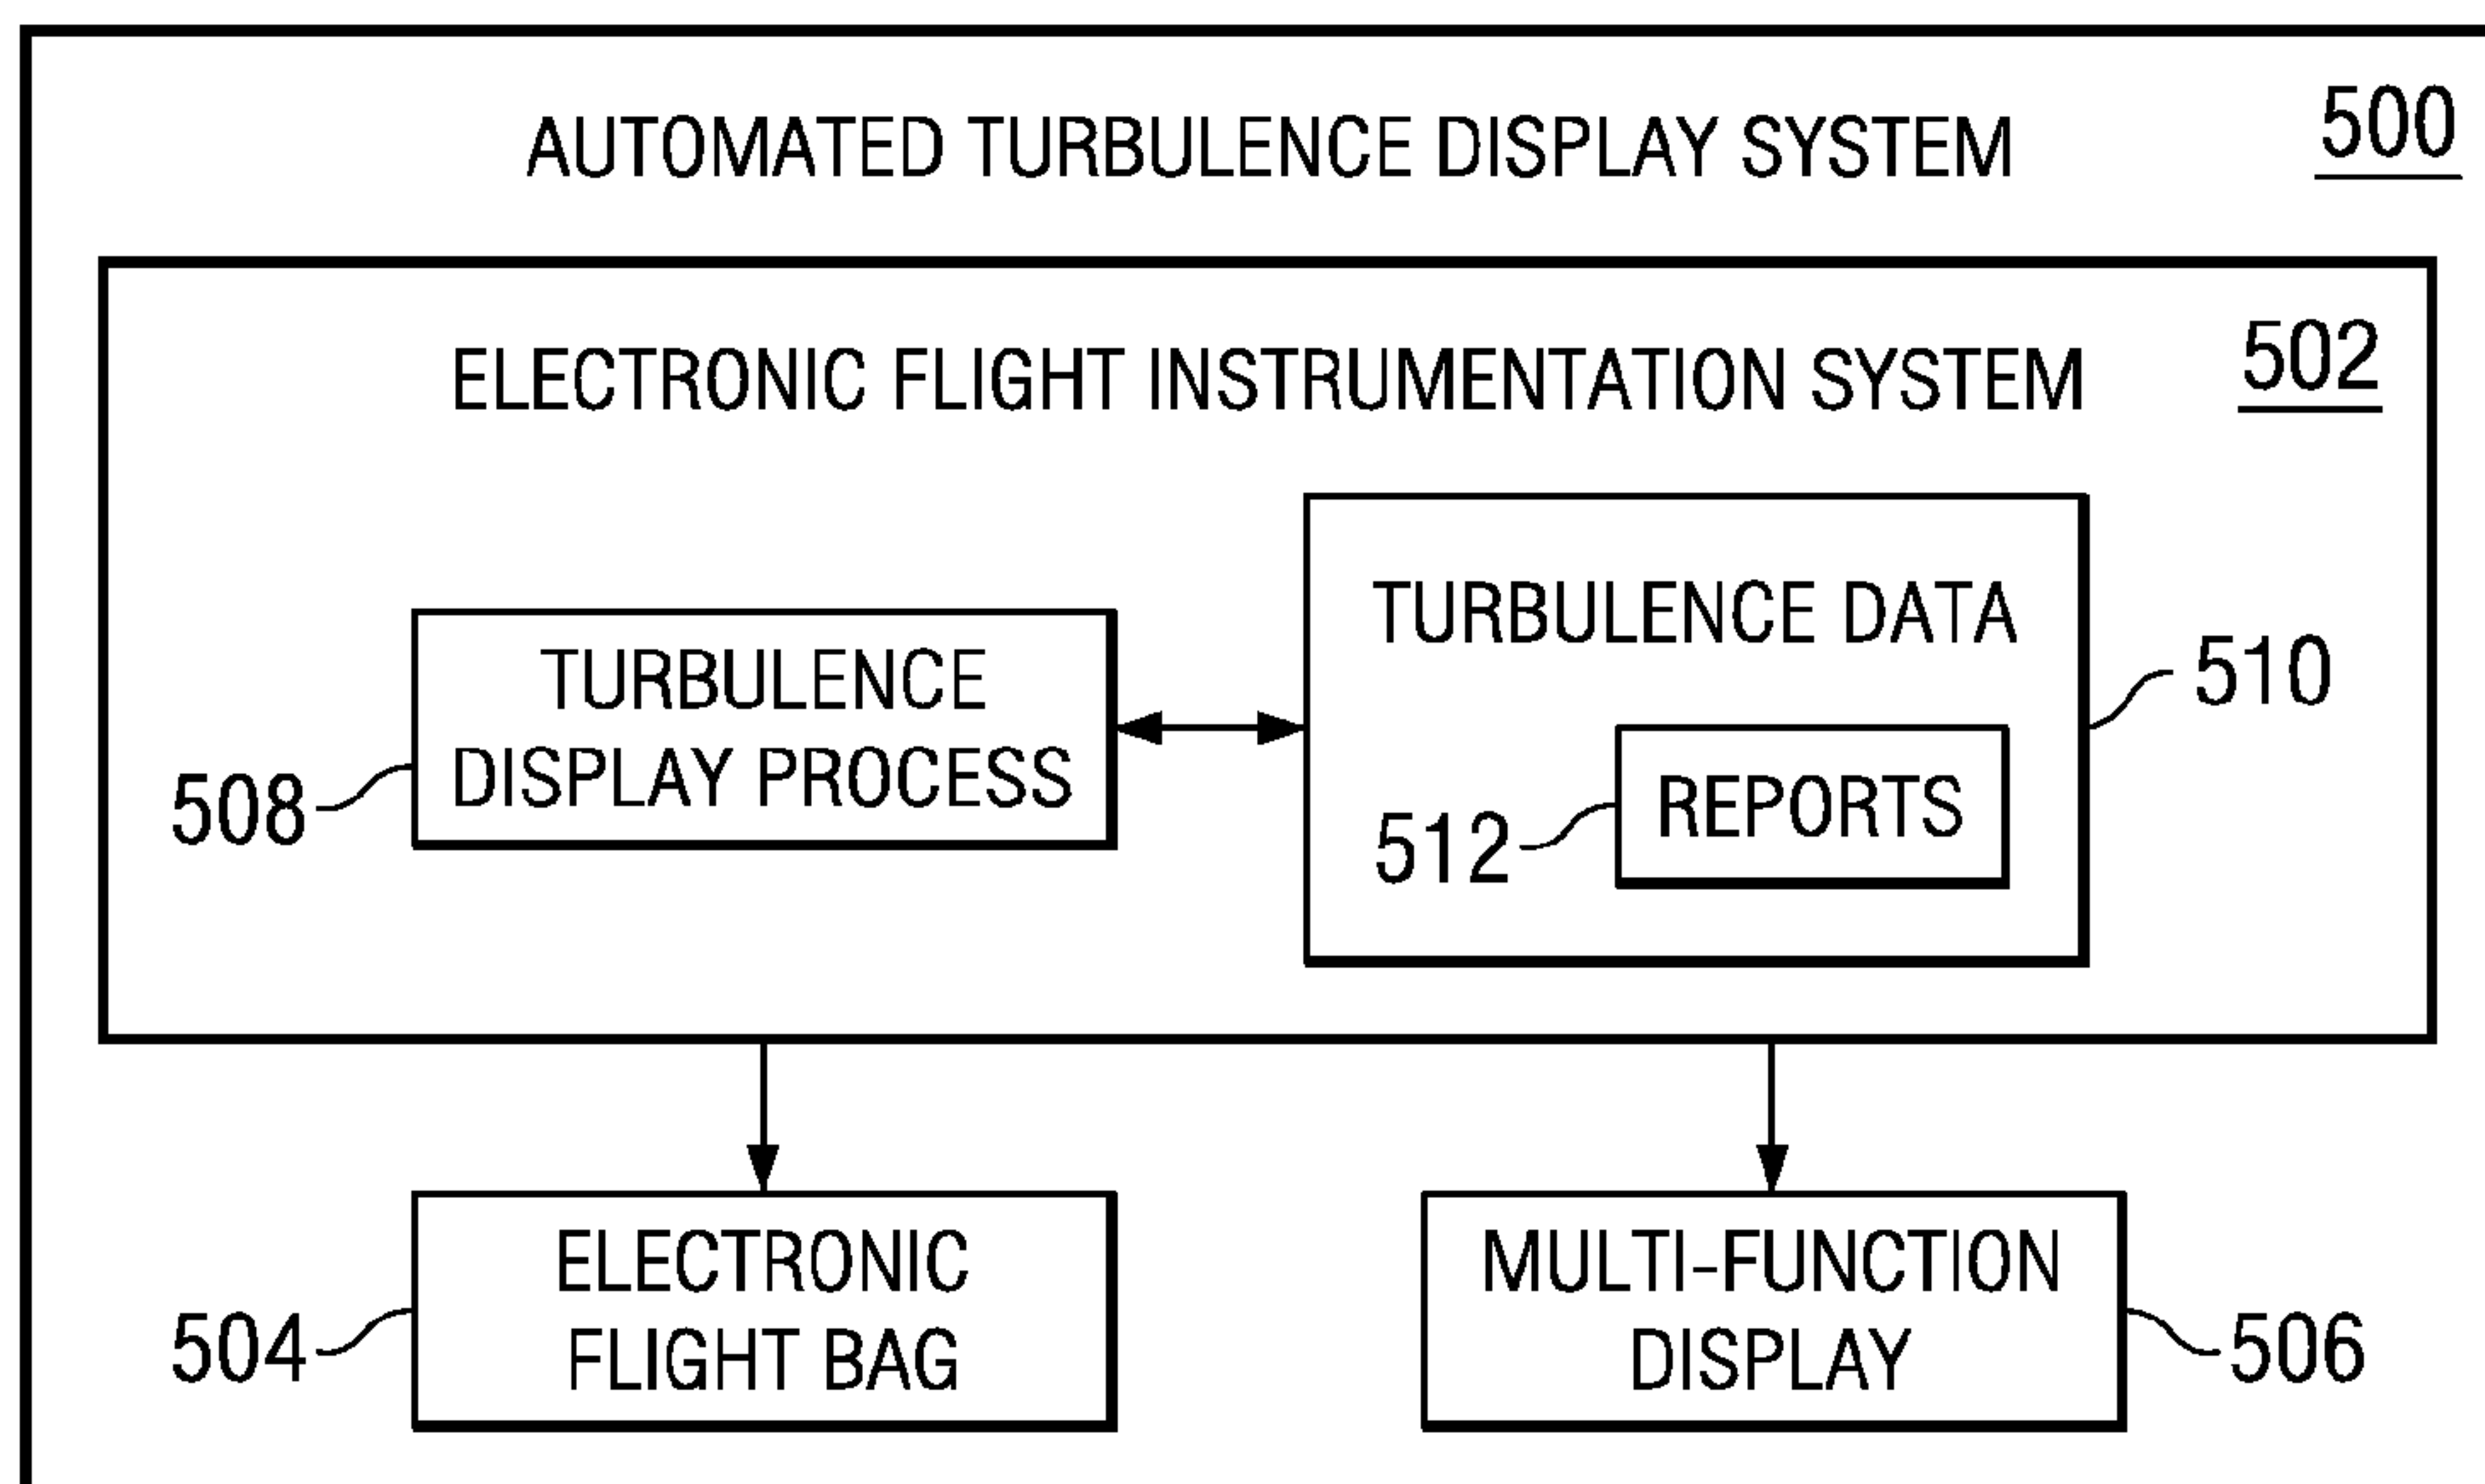 AUTOMATED TURBULENCE DISPLAY SYSTEM
500
ELECTRONIC FLIGHT INSTRUMENTATION SYSTEM
502
TURBULENCE
DISPLAY PROCESS
508
TURBULENCE DATA
510
REPORTS
512
ELECTRONIC
FLIGHT BAG
504
MULTI-FUNCTION
DISPLAY
506